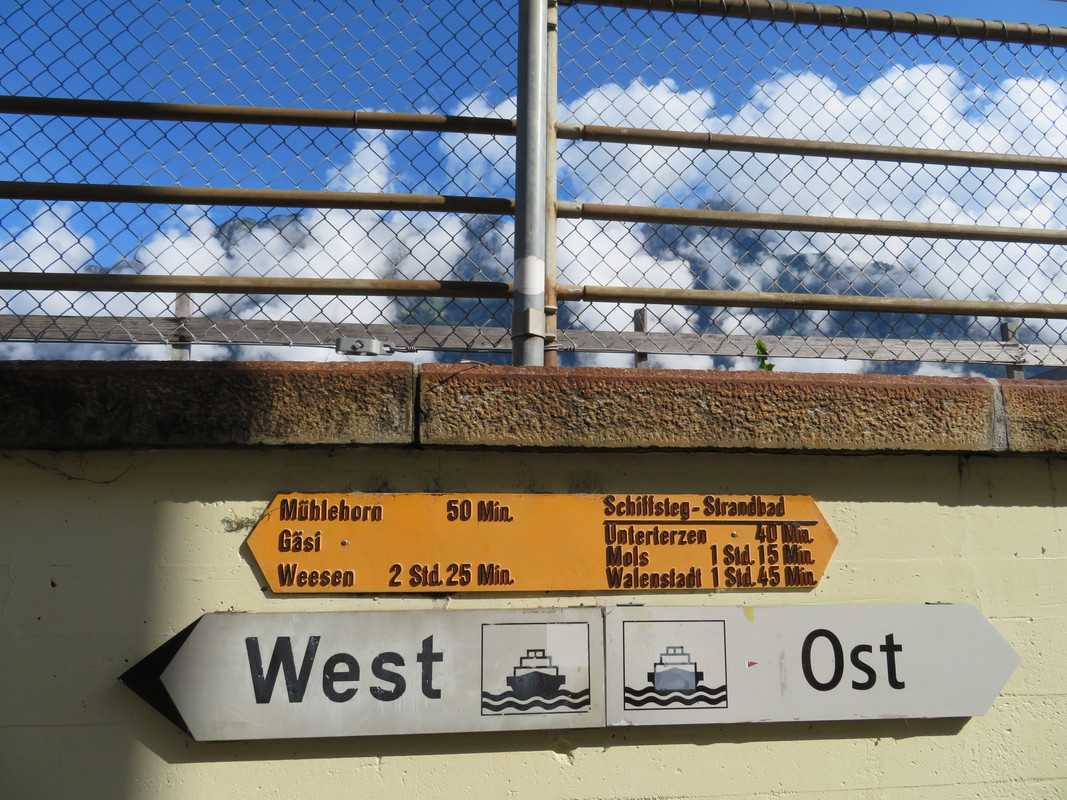 Mühlehorn 50 Min.
Gäsi
Weesen 2 Std. 25 Min.
Schiffsteg-Strandbad
Unterterzen 40 Min.
Mols 1 Std. 15 Min.
Walenstadt 1 Std. 45 Min.
West
Ost